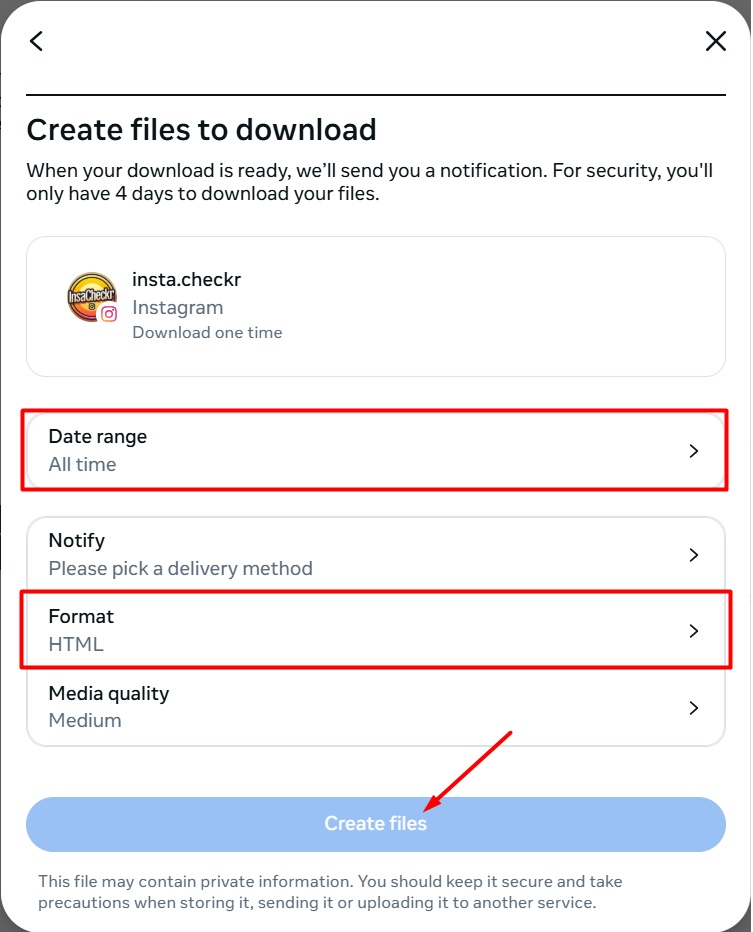 Create files to download
When your download is ready, we’ll send you a notification. For security, you'll
only have 4 days to download your files.
insta.checkr
InsaCheckr
Instagram
Download one time
Date range
All time
Notify
Please pick a delivery method
Format
HTML
Media quality
Medium
Create files
This file may contain private information. You should keep it secure and take
precautions when storing it, sending it or uploading it to another service.